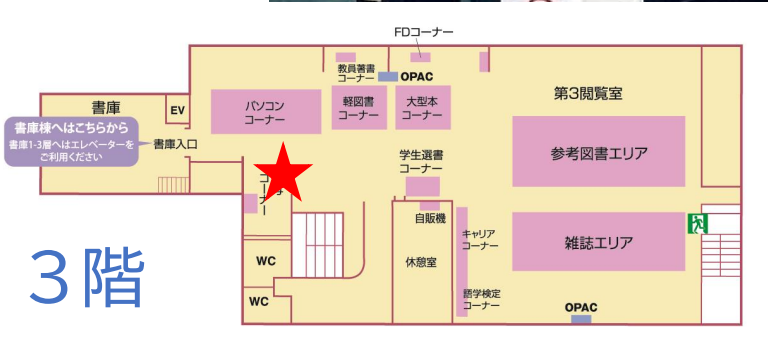 FDコーナー
教員著書
コーナー
OPAC
書庫
EV
パソコン
コーナー
軽図書
コーナー
大型本
コーナー
第3閲覧室
書庫棟へはこちらから
書庫1-3層へはエレベーターを
ご利用ください
書庫入口
学生選書
コーナー
参考図書エリア
コーナー
自販機
キャリア
コーナー
雑誌エリア
WC
休憩室
3階
WC
語学検定
コーナー
OPAC